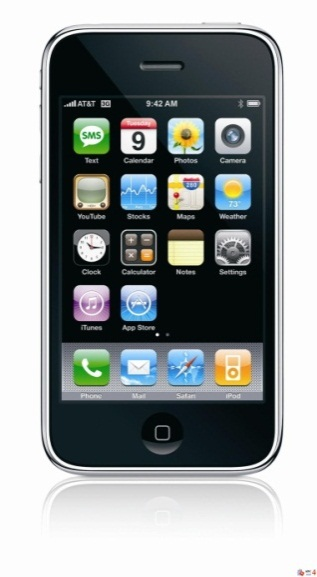 AT&T 3G 9:42 AM
SMS Tuesday 9 280
Text Calendar Photos Camera
73°
YouTube Stocks Maps Weather
Clock Calculator Notes Settings
iTunes App Store
Phone Mail Safari iPod
4